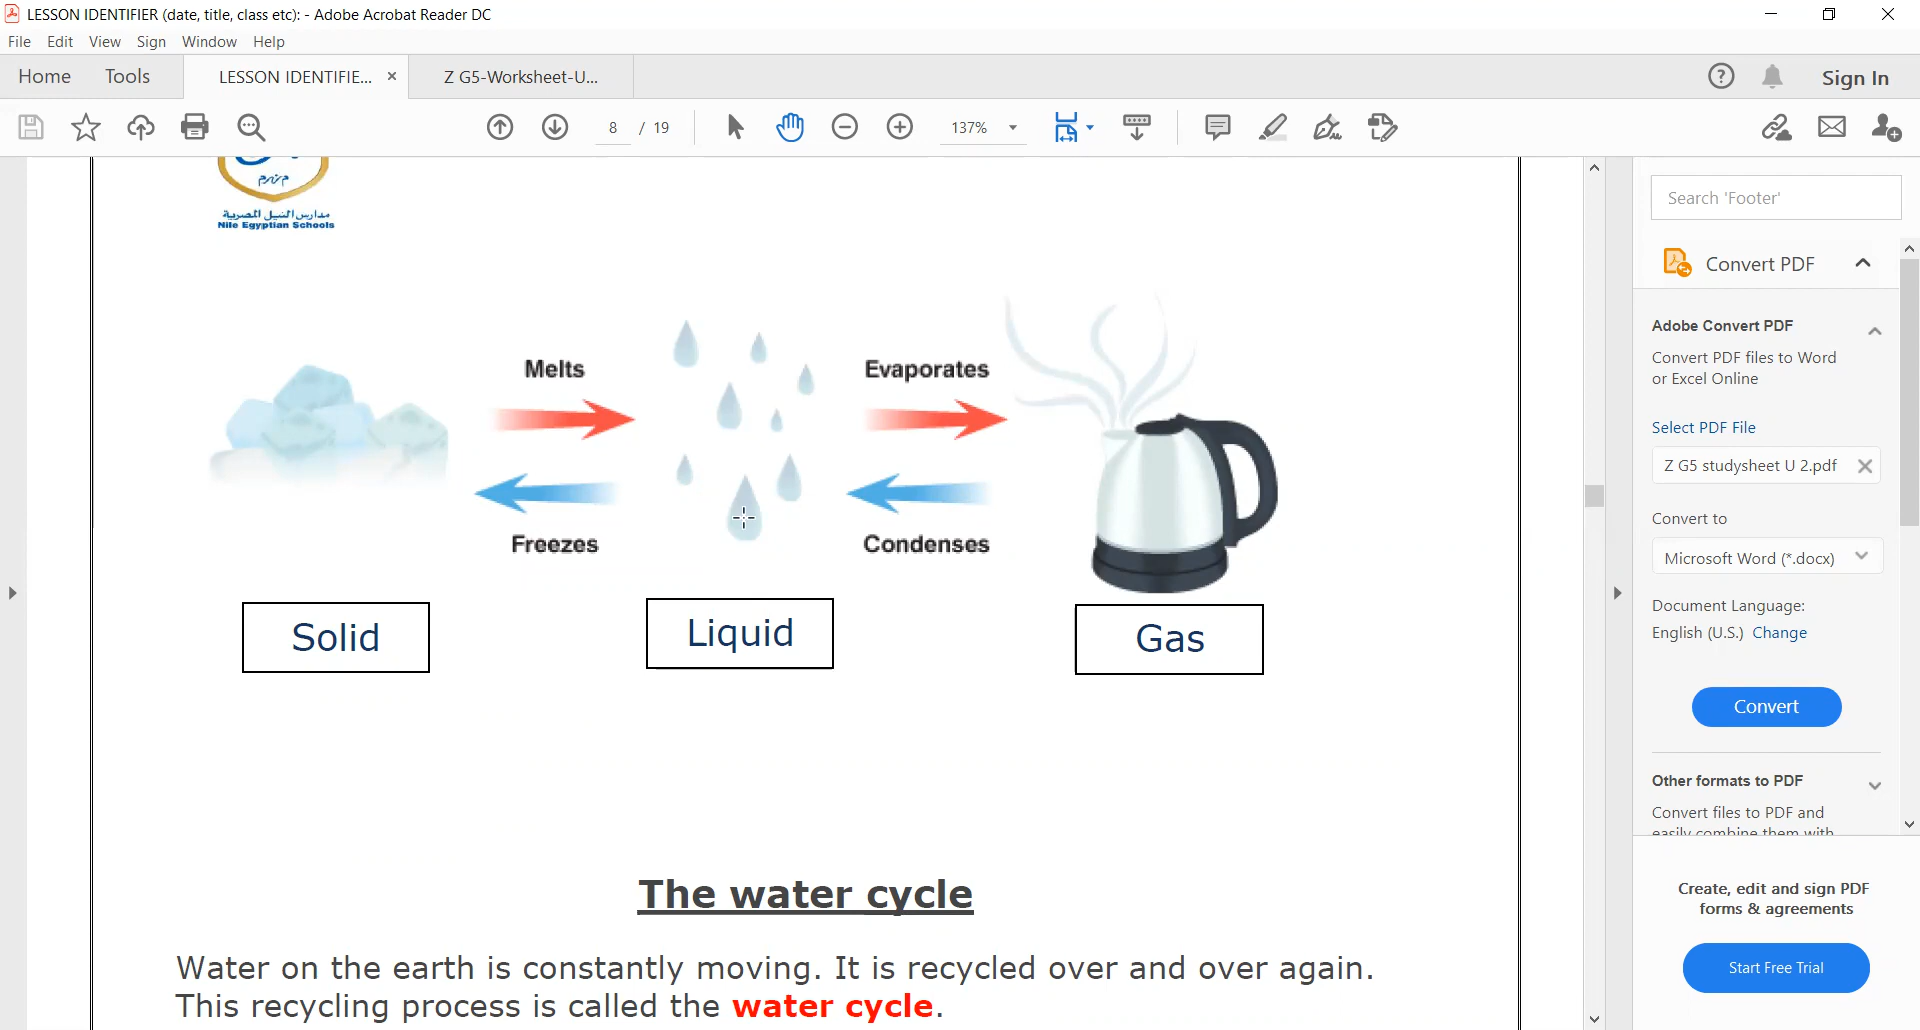 LESSON IDENTIFIER (date, title, class etc): - Adobe Acrobat Reader DC
File Edit View Sign Window Help
Home Tools LESSON IDENTIFIE... × Z G5-Worksheet-U... Sign In
8 / 19 137%
مدارس النيل المصرية
Nile Egyptian Schools
Melts
Evaporates
Freezes
Condenses
Solid
Liquid
Gas
The water cycle
Water on the earth is constantly moving. It is recycled over and over again.
This recycling process is called the water cycle.
Search 'Footer'
Convert PDF
Adobe Convert PDF
Convert PDF files to Word
or Excel Online
Select PDF File
Z G5 studysheet U 2.pdf
Convert to
Microsoft Word (*.docx)
Document Language:
English (U.S.) Change
Convert
Other formats to PDF
Convert files to PDF and
easily combine them with
Create, edit and sign PDF
forms & agreements
Start Free Trial